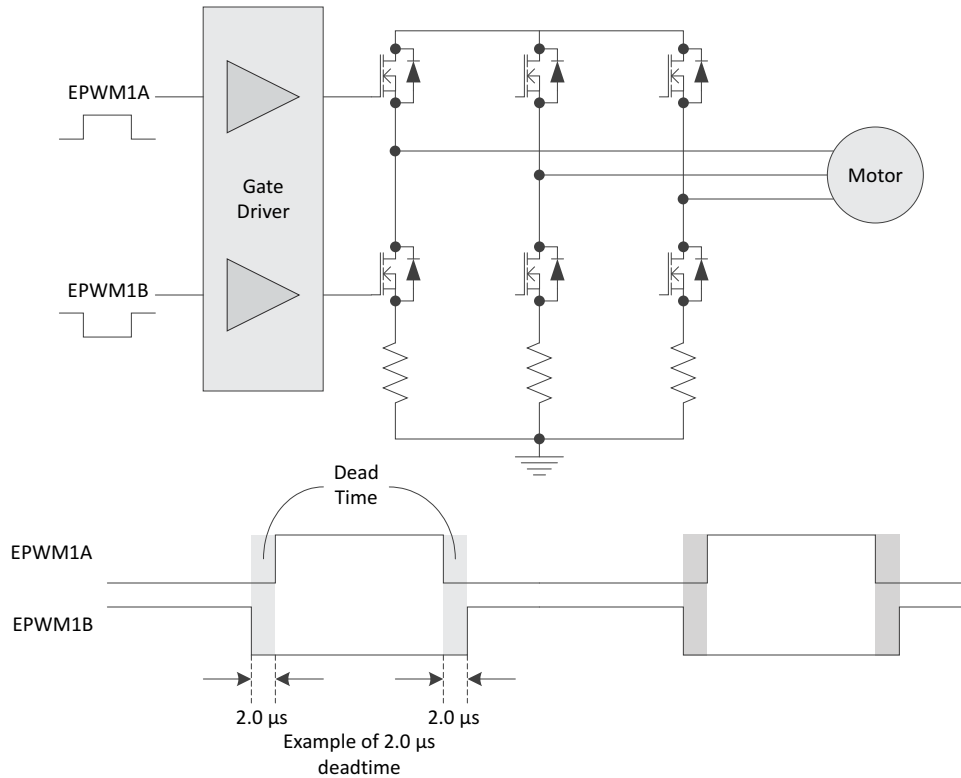 EPWM1A
Gate
Driver
Motor
EPWM1B
Dead
Time
EPWM1A
EPWM1B
2.0 μs
2.0 μs
Example of 2.0 μs
deadtime